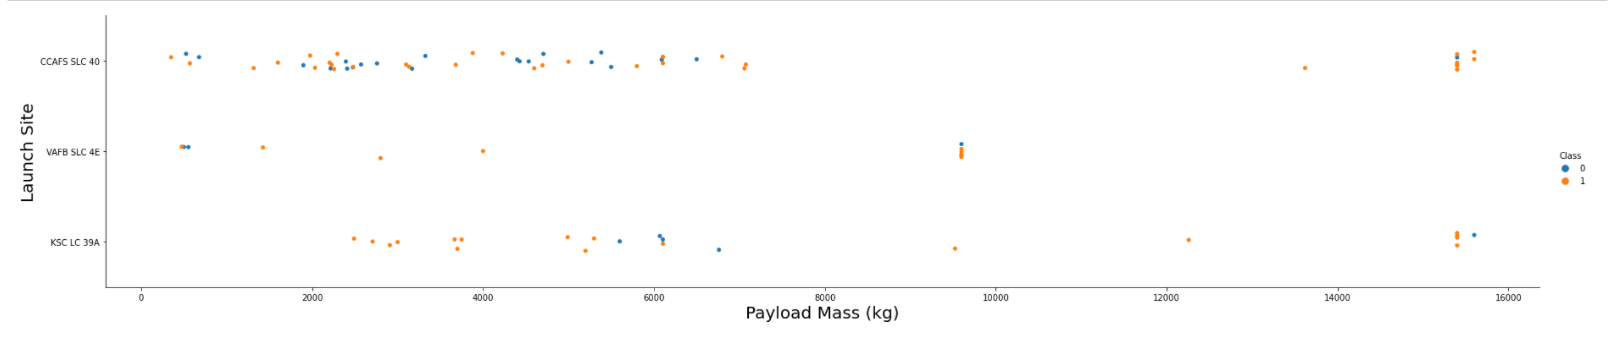 CCAFS SLC 40
VAFB SLC 4E
KSC LC 39A
Launch Site
0 2000 4000 6000 8000 10000 12000 14000 16000
Payload Mass (kg)
Class
0
1